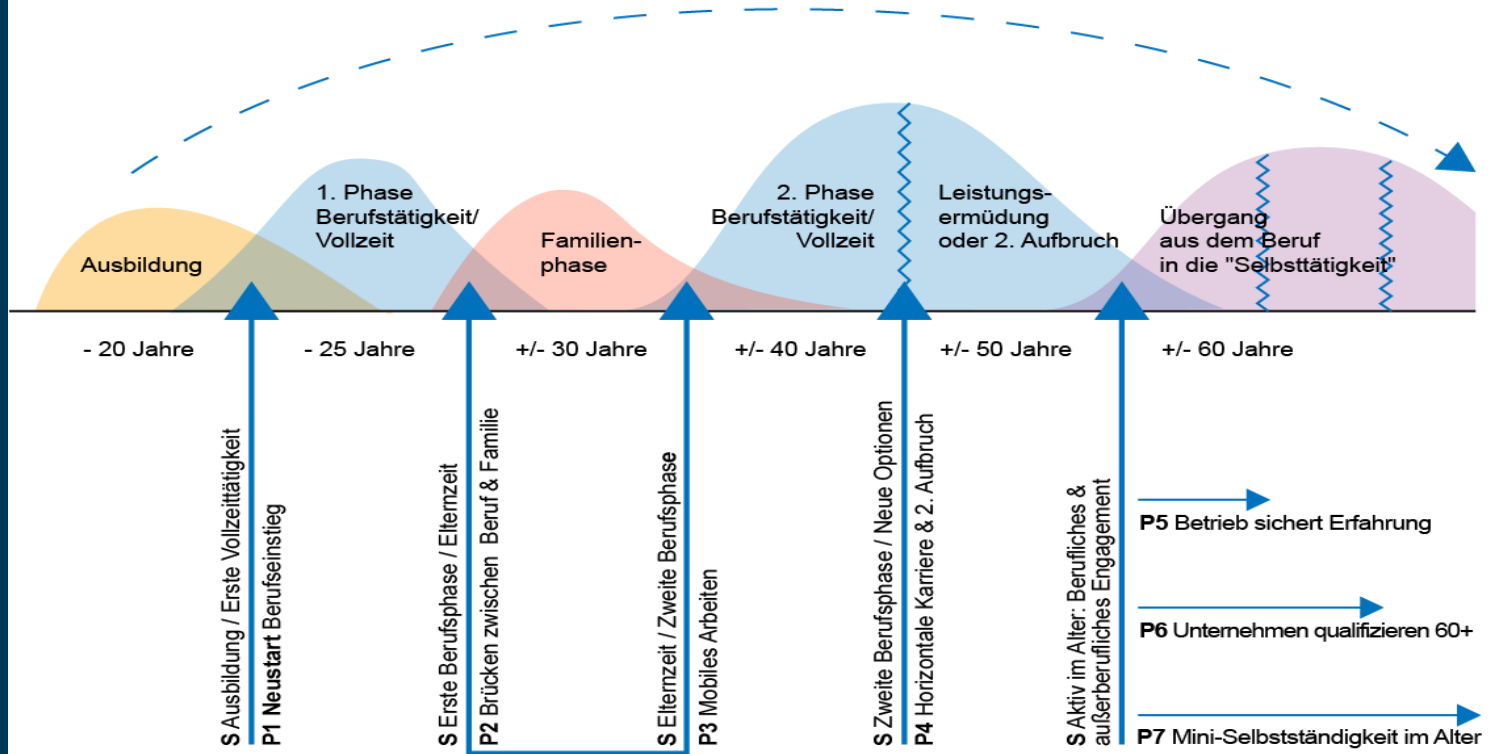 Ausbildung
1. Phase
Berufstätigkeit/
Vollzeit
Familien-
phase
2. Phase
Berufstätigkeit/
Vollzeit
Leistungs-
ermüdung
oder 2. Aufbruch
Übergang
aus dem Beruf
in die "Selbsttätigkeit"
- 20 Jahre
- 25 Jahre
+/- 30 Jahre
+/- 40 Jahre
+/- 50 Jahre
+/- 60 Jahre
S Ausbildung / Erste Vollzeittätigkeit
P1 Neustart Berufseinstieg
S Erste Berufsphase / Elternzeit
P2 Brücken zwischen Beruf & Familie
S Elternzeit / Zweite Berufsphase
P3 Mobiles Arbeiten
S Zweite Berufsphase / Neue Optionen
P4 Horizontale Karriere & 2. Aufbruch
S Aktiv im Alter: Berufliches &
außerberufliches Engagement
P5 Betrieb sichert Erfahrung
P6 Unternehmen qualifizieren 60+
P7 Mini-Selbstständigkeit im Alter